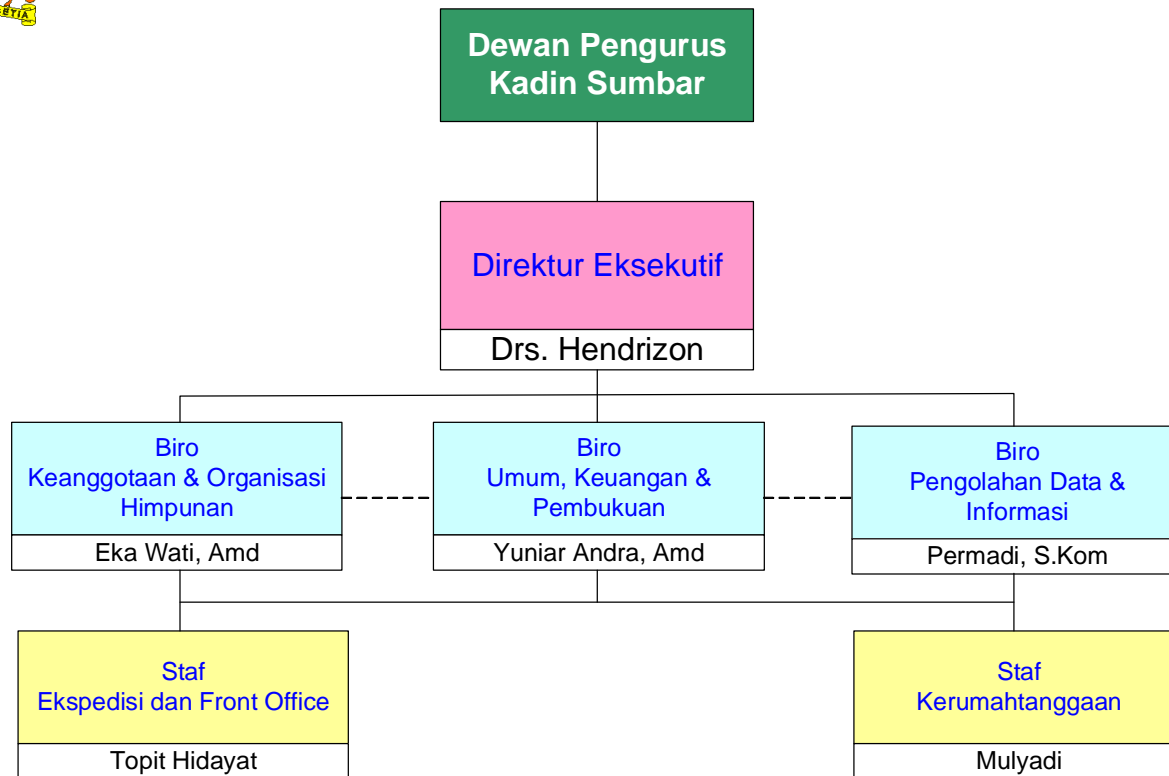 SETIA
Dewan Pengurus
Kadin Sumbar
Direktur Eksekutif
Drs. Hendrizon
Biro
Keanggotaan & Organisasi
Himpunan
Eka Wati, Amd
Biro
Umum, Keuangan &
Pembukuan
Yuniar Andra, Amd
Biro
Pengolahan Data &
Informasi
Permadi, S.Kom
Staf
Ekspedisi dan Front Office
Topit Hidayat
Staf
Kerumahtanggaan
Mulyadi